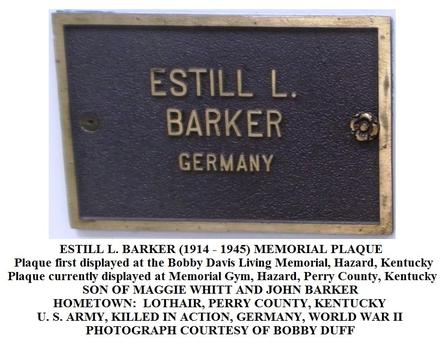 ESTILL L.
BARKER
GERMANY
ESTILL L. BARKER (1914 - 1945) MEMORIAL PLAQUE
Plaque first displayed at the Bobby Davis Living Memorial, Hazard, Kentucky
Plaque currently displayed at Memorial Gym, Hazard, Perry County, Kentucky
SON OF MAGGIE WHITT AND JOHN BARKER
HOMETOWN: LOTHAIR, PERRY COUNTY, KENTUCKY
U. S. ARMY, KILLED IN ACTION, GERMANY, WORLD WAR II
PHOTOGRAPH COURTESY OF BOBBY DUFF